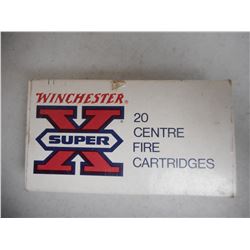 WINCHESTER®
X
SUPER
20
CENTRE
FIRE
CARTRIDGES